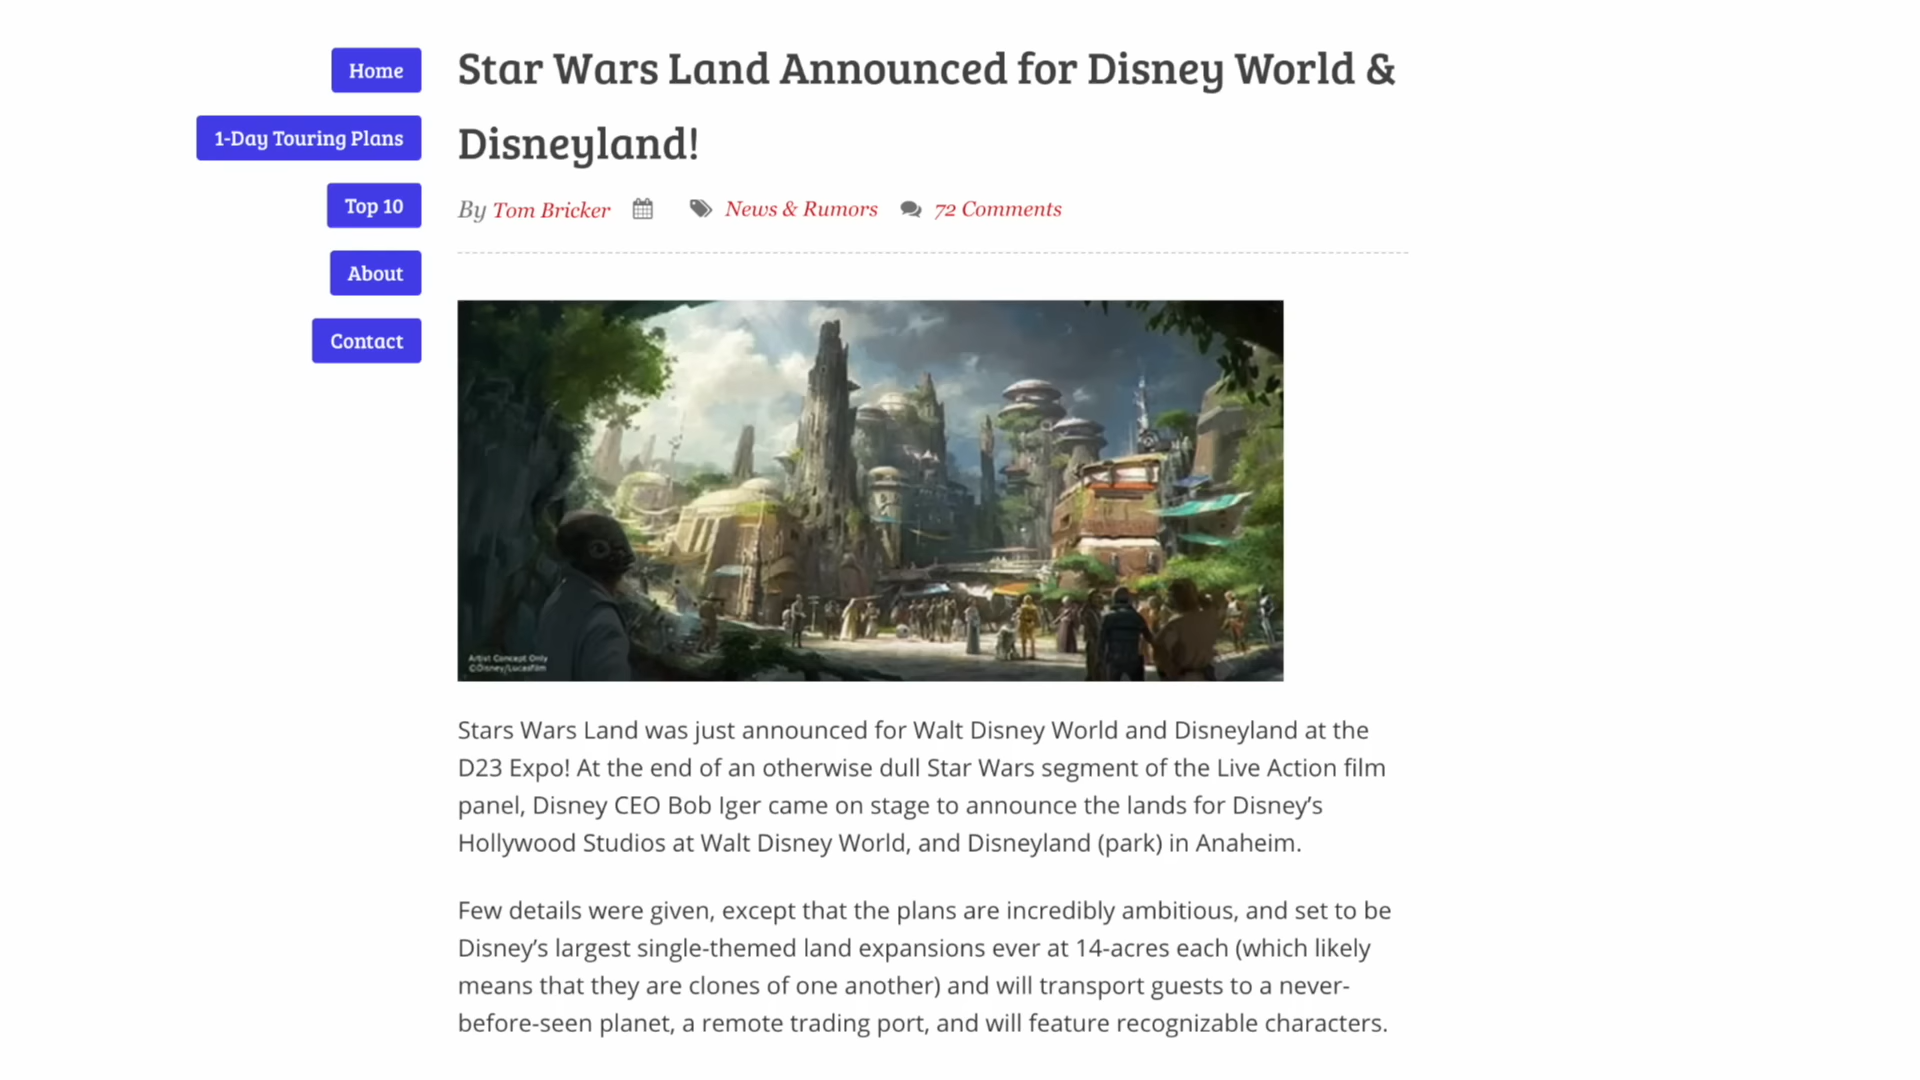 Home
1-Day Touring Plans
Top 10
About
Contact
Star Wars Land Announced for Disney World &
Disneyland!
By Tom Bricker News & Rumors 72 Comments
Artist Concept Only
©Disney/Lucasfilm
Stars Wars Land was just announced for Walt Disney World and Disneyland at the
D23 Expo! At the end of an otherwise dull Star Wars segment of the Live Action film
panel, Disney CEO Bob Iger came on stage to announce the lands for Disney’s
Hollywood Studios at Walt Disney World, and Disneyland (park) in Anaheim.
Few details were given, except that the plans are incredibly ambitious, and set to be
Disney’s largest single-themed land expansions ever at 14-acres each (which likely
means that they are clones of one another) and will transport guests to a never-
before-seen planet, a remote trading port, and will feature recognizable characters.